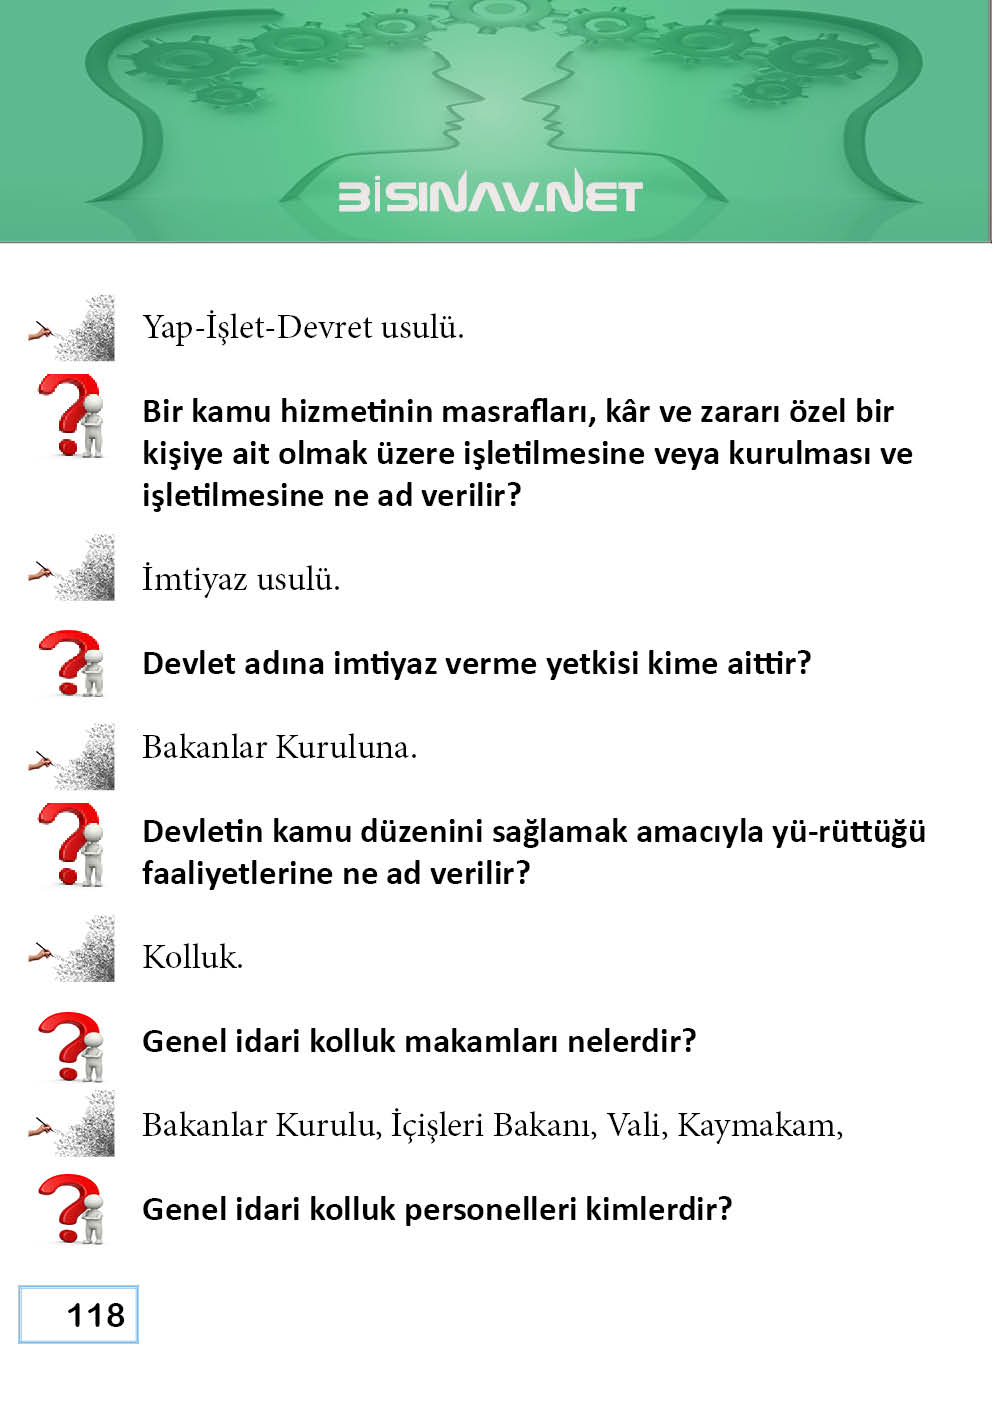 BİSINAV.NET
Yap-İşlet-Devret usulü.
Bir kamu hizmetinin masrafları, kâr ve zararı özel bir
kişiye ait olmak üzere işletilmesine veya kurulması ve
işletilmesine ne ad verilir?
İmtiyaz usulü.
Devlet adına imtiyaz verme yetkisi kime aittir?
Bakanlar Kuruluna.
Devletin kamu düzenini sağlamak amacıyla yü-rüttüğü
faaliyetlerine ne ad verilir?
Kolluk.
Genel idari kolluk makamları nelerdir?
Bakanlar Kurulu, İçişleri Bakanı, Vali, Kaymakam,
Genel idari kolluk personelleri kimlerdir?
118